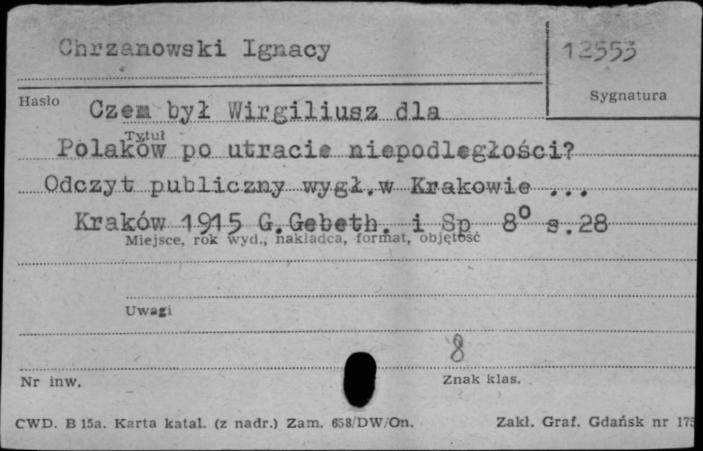 Chrzanowski Ignacy
12553
Hasło
Sygnatura
Czem był Wirgiliusz dla
Tytuł
Polaków po utracie niepodległości?
Odczyt publiczny wygł.w Krakowie ...
Kraków 1915 G.Gebeth. i Sp 8° s.28
Miejsce, rok wyd., nakładca, format, objętość
Uwagi
8
Nr inw.
Znak klas.
CWD. B 15a. Karta katal. (z nadr.) Zam. 658/DW/On.
Zakł. Graf. Gdańsk nr 175